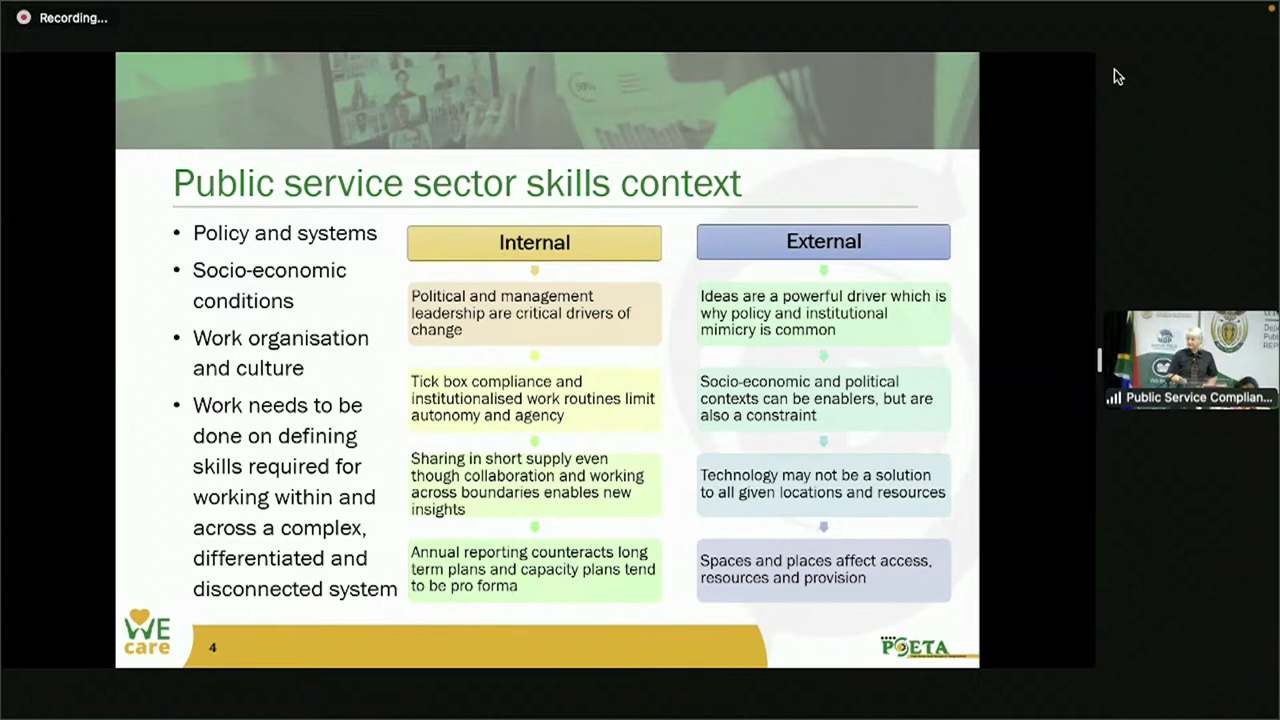 Recording...
Public service sector skills context
• Policy and systems
• Socio-economic
conditions
• Work organisation
and culture
• Work needs to be
done on defining
skills required for
working within and
across a complex,
differentiated and
disconnected system
Internal
Political and management
leadership are critical drivers of
change
Tick box compliance and
institutionalised work routines limit
autonomy and agency
Sharing in short supply even
though collaboration and working
across boundaries enables new
insights
Annual reporting counteracts long
term plans and capacity plans tend
to be pro forma
External
Ideas are a powerful driver which is
why policy and institutional
mimicry is common
Socio-economic and political
contexts can be enablers, but are
also a constraint
Technology may not be a solution
to all given locations and resources
Spaces and places affect access,
resources and provision
Public Service Complian...
WE
care
4
PSETA